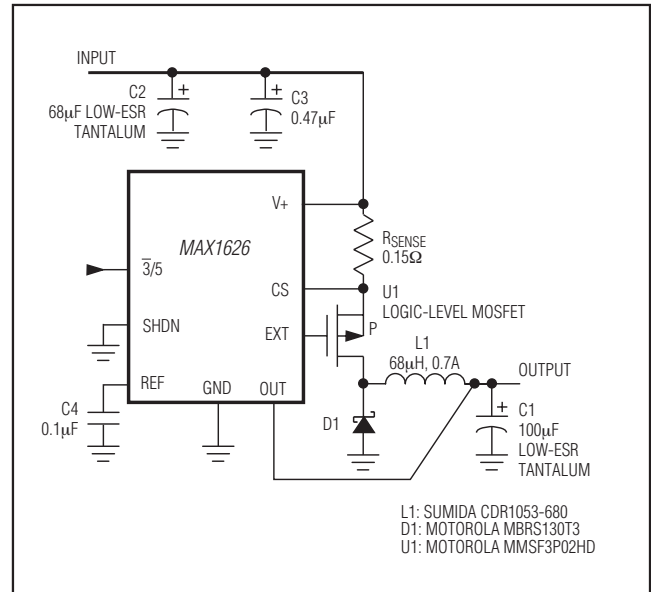 INPUT
C2
68μF LOW-ESR
TANTALUM
+
C3
0.47μF
+
MAX1626
V+
RSENSE
0.15Ω
3̅/5
CS
U1
LOGIC-LEVEL MOSFET
SHDN
EXT
P
L1
68μH, 0.7A
OUTPUT
REF
GND
OUT
C4
0.1μF
D1
+
C1
100μF
LOW-ESR
TANTALUM
L1: SUMIDA CDR1053-680
D1: MOTOROLA MBRS130T3
U1: MOTOROLA MMSF3P02HD